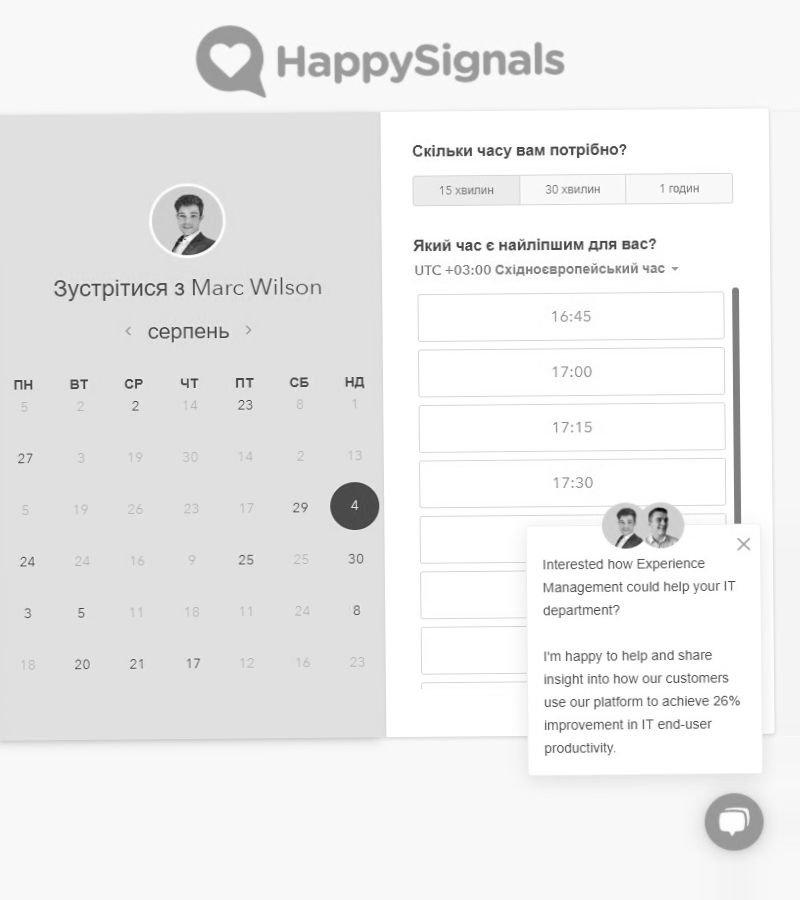 HappySignals
Зустрітися з Marc Wilson
серпень
ПН ВТ СР ЧТ ПТ СБ НД
5 2 2 14 23 8 1
27 3 19 30 14 2 13
5 19 26 23 17 29 4
24 24 16 9 25 25 30
3 5 11 18 11 24 8
18 20 21 17 12 16 23
Скільки часу вам потрібно?
15 хвилин 30 хвилин 1 годин
Який час є найліпшим для вас?
UTC +03:00 Східноєвропейський час
16:45
17:00
17:15
17:30
Interested how Experience
Management could help your IT
department?
I'm happy to help and share
insight into how our customers
use our platform to achieve 26%
improvement in IT end-user
productivity.